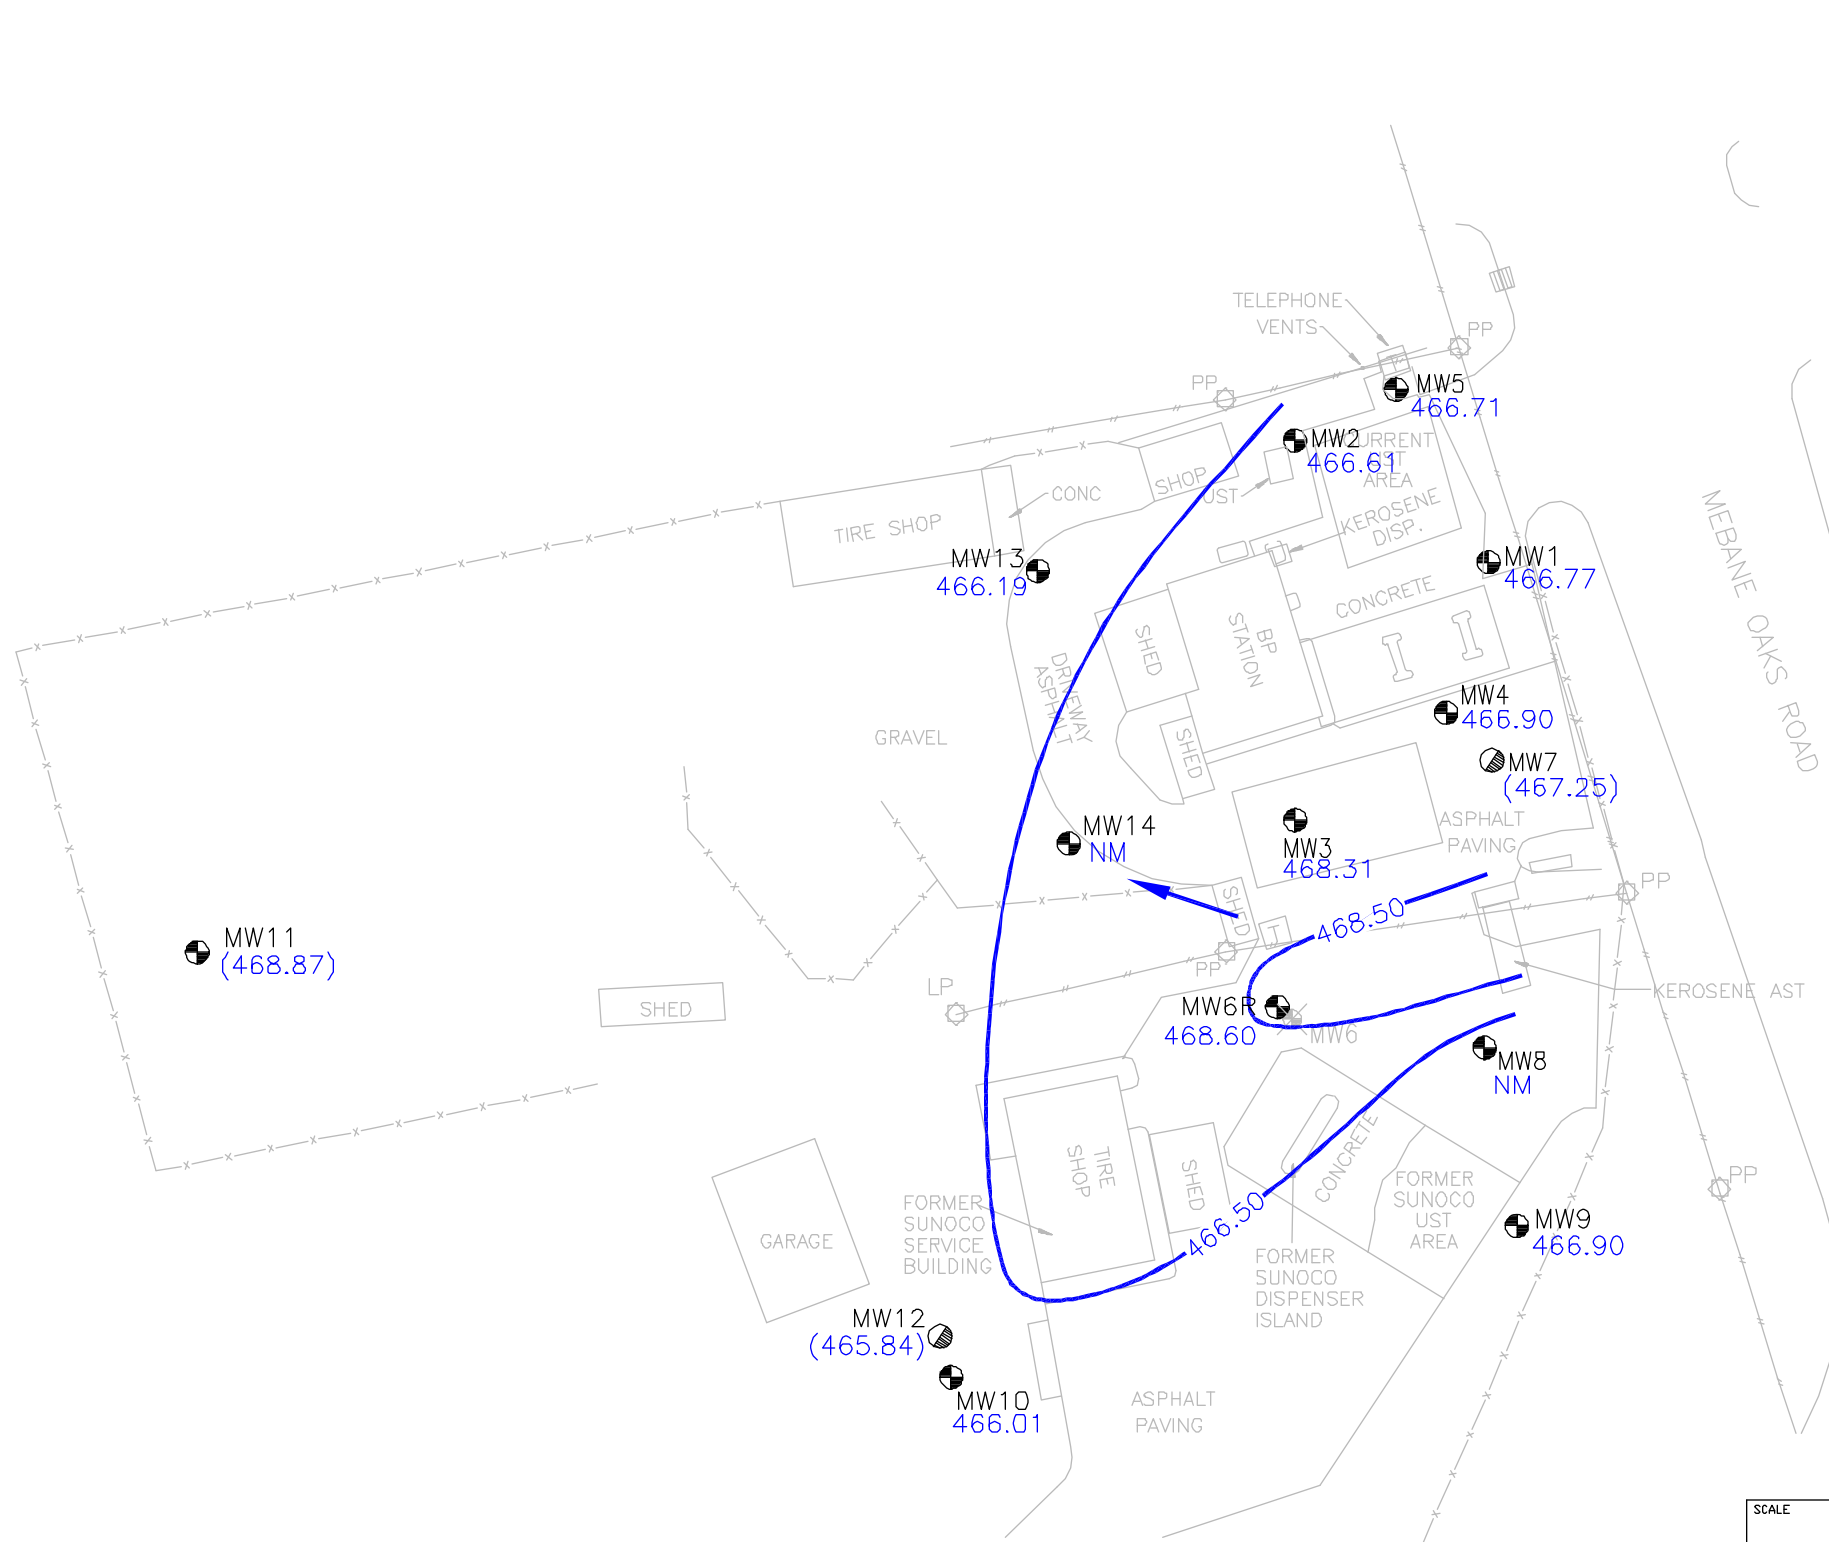 TELEPHONE
VENTS
PP
PP
MW5
466.71
MW2
466.61
CURRENT
UST
AREA
SHOP
UST
CONC
TIRE SHOP
KEROSENE
DISP.
MEBANE OAKS ROAD
MW13
466.19
MW1
466.77
CONCRETE
BP
STATION
SHED
DRIVEWAY
ASPHALT
MW4
466.90
GRAVEL
SHED
MW7
(467.25)
ASPHALT
PAVING
MW14
NM
MW3
468.31
PP
SHED
468.50
MW11
(468.87)
PP
LP
KEROSENE AST
SHED
MW6R
468.60
MW6
MW8
NM
TIRE
SHOP
SHED
CONCRETE
FORMER
SUNOCO
UST
AREA
PP
FORMER
SUNOCO
SERVICE
BUILDING
466.50
MW9
466.90
GARAGE
FORMER
SUNOCO
DISPENSER
ISLAND
MW12
(465.84)
MW10
466.01
ASPHALT
PAVING
SCALE